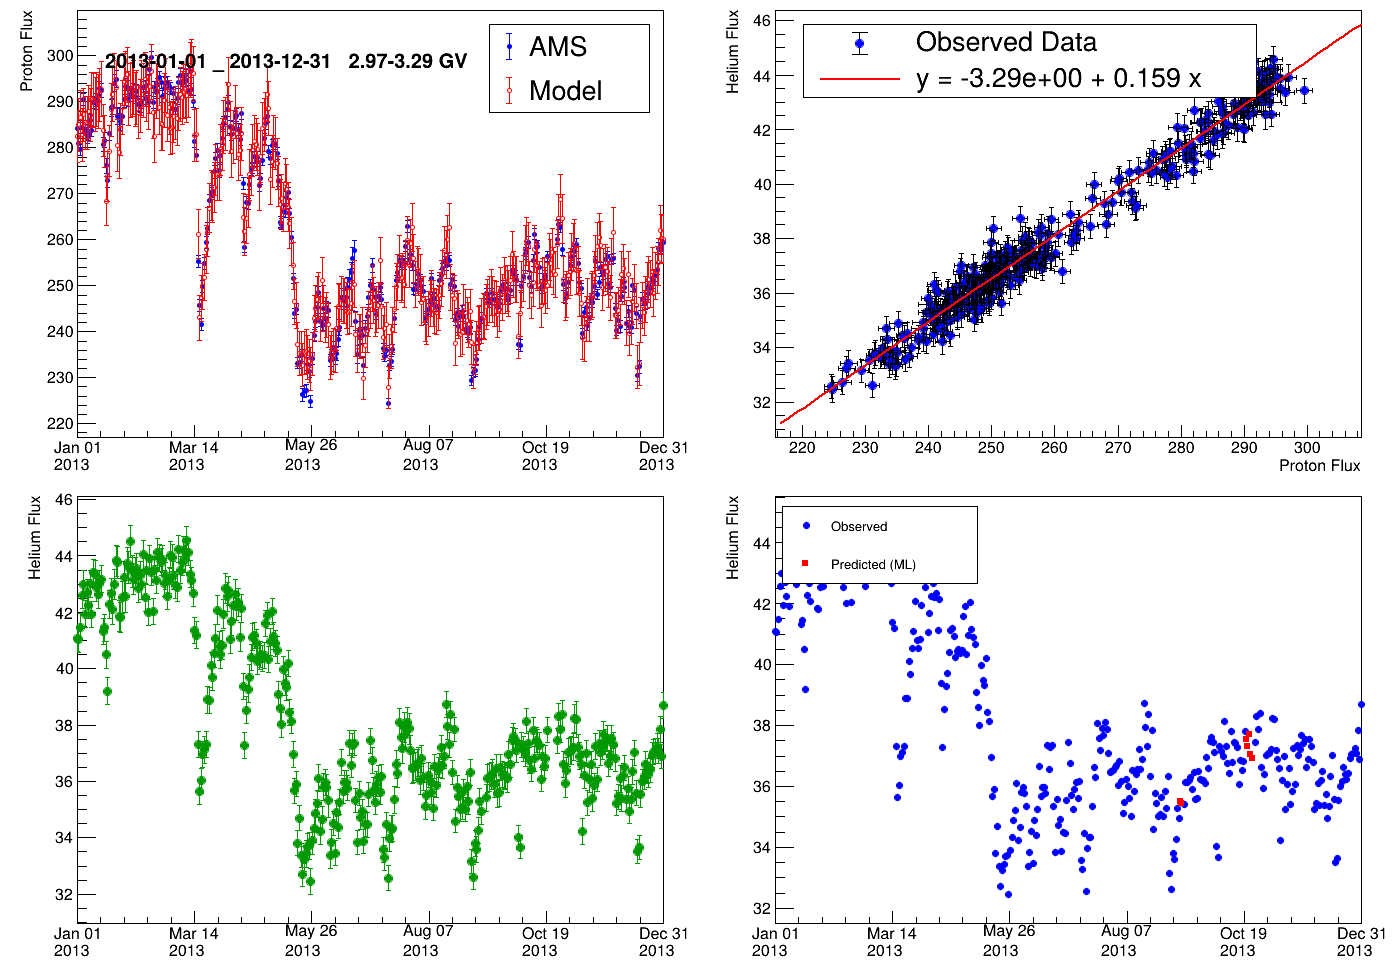 Proton Flux
300
290
280
270
260
250
240
230
220
2013-01-01 _ 2013-12-31 2.97-3.29 GV
AMS
Model
Jan 01
2013
Mar 14
2013
May 26
2013
Aug 07
2013
Oct 19
2013
Dec 31
2013
Helium Flux
46
44
42
40
38
36
34
32
Observed Data
y = -3.29e+00 + 0.159 x
220
230
240
250
260
270
280
290
300
Proton Flux
Helium Flux
46
44
42
40
38
36
34
32
Jan 01
2013
Mar 14
2013
May 26
2013
Aug 07
2013
Oct 19
2013
Dec 31
2013
Helium Flux
44
42
40
38
36
34
32
Observed
Predicted (ML)
Jan 01
2013
Mar 14
2013
May 26
2013
Aug 07
2013
Oct 19
2013
Dec 31
2013